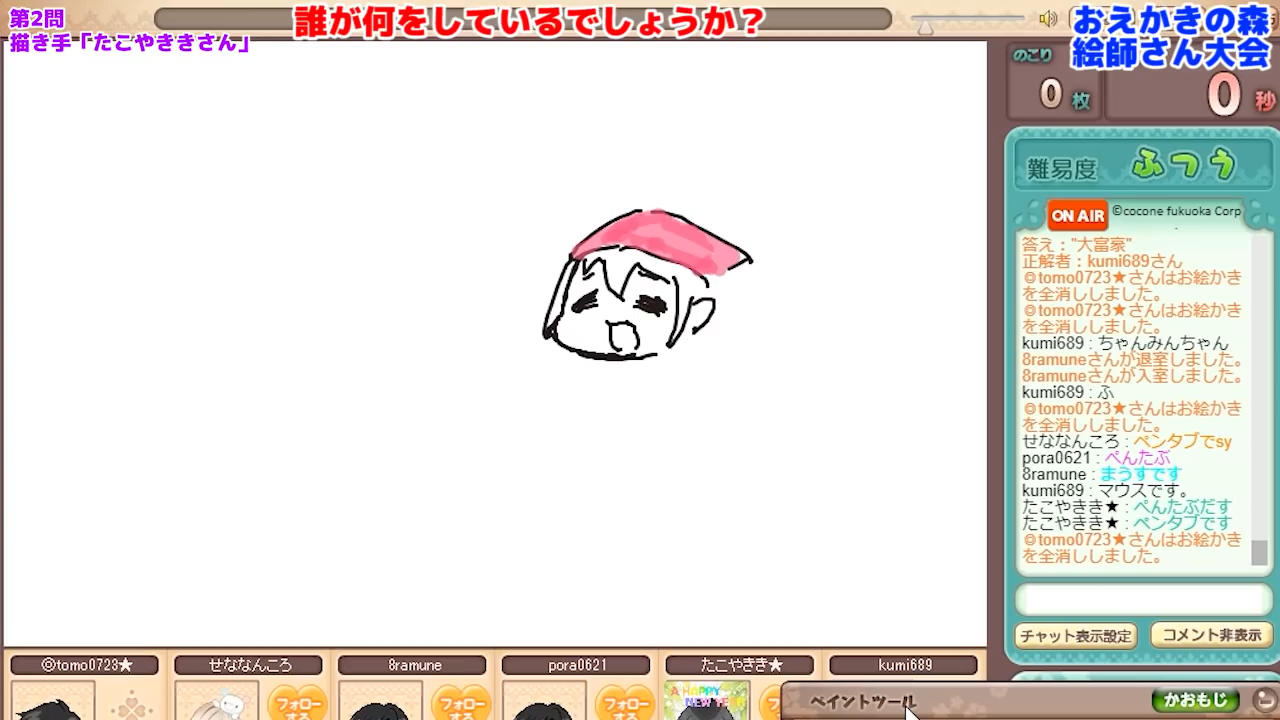 第2問
描き手「たこやききさん」
誰が何をしているでしょうか？
おえかきの森
絵師さん大会
のこり
0枚
0秒
難易度 ふつう
ON AIR ©cocone fukuoka Corp
.
答え："大富豪"
正解者：kumi689さん
◎tomo0723★さんはお絵かき
を全消ししました。
◎tomo0723★さんはお絵かき
を全消ししました。
kumi689 : ちゃんみんちゃん
8ramuneさんが退室しました。
8ramuneさんが入室しました。
kumi689 : ふ
◎tomo0723★さんはお絵かき
を全消ししました。
せななんころ : ペンタブでsy
pora0621 : ぺんたぶ
8ramune : まうすです
kumi689 : マウスです。
たこやきき★ : ぺんたぶだす
たこやきき★ : ペンタブです
◎tomo0723★さんはお絵かき
を全消ししました。
チャット表示設定 コメント非表示
◎tomo0723★ せななんころ 8ramune pora0621 たこやきき★ kumi689
フォロー
する
フォロー
する
フォロー
する
A HAPPY
NEW YE
ペイントツール
かおもじ